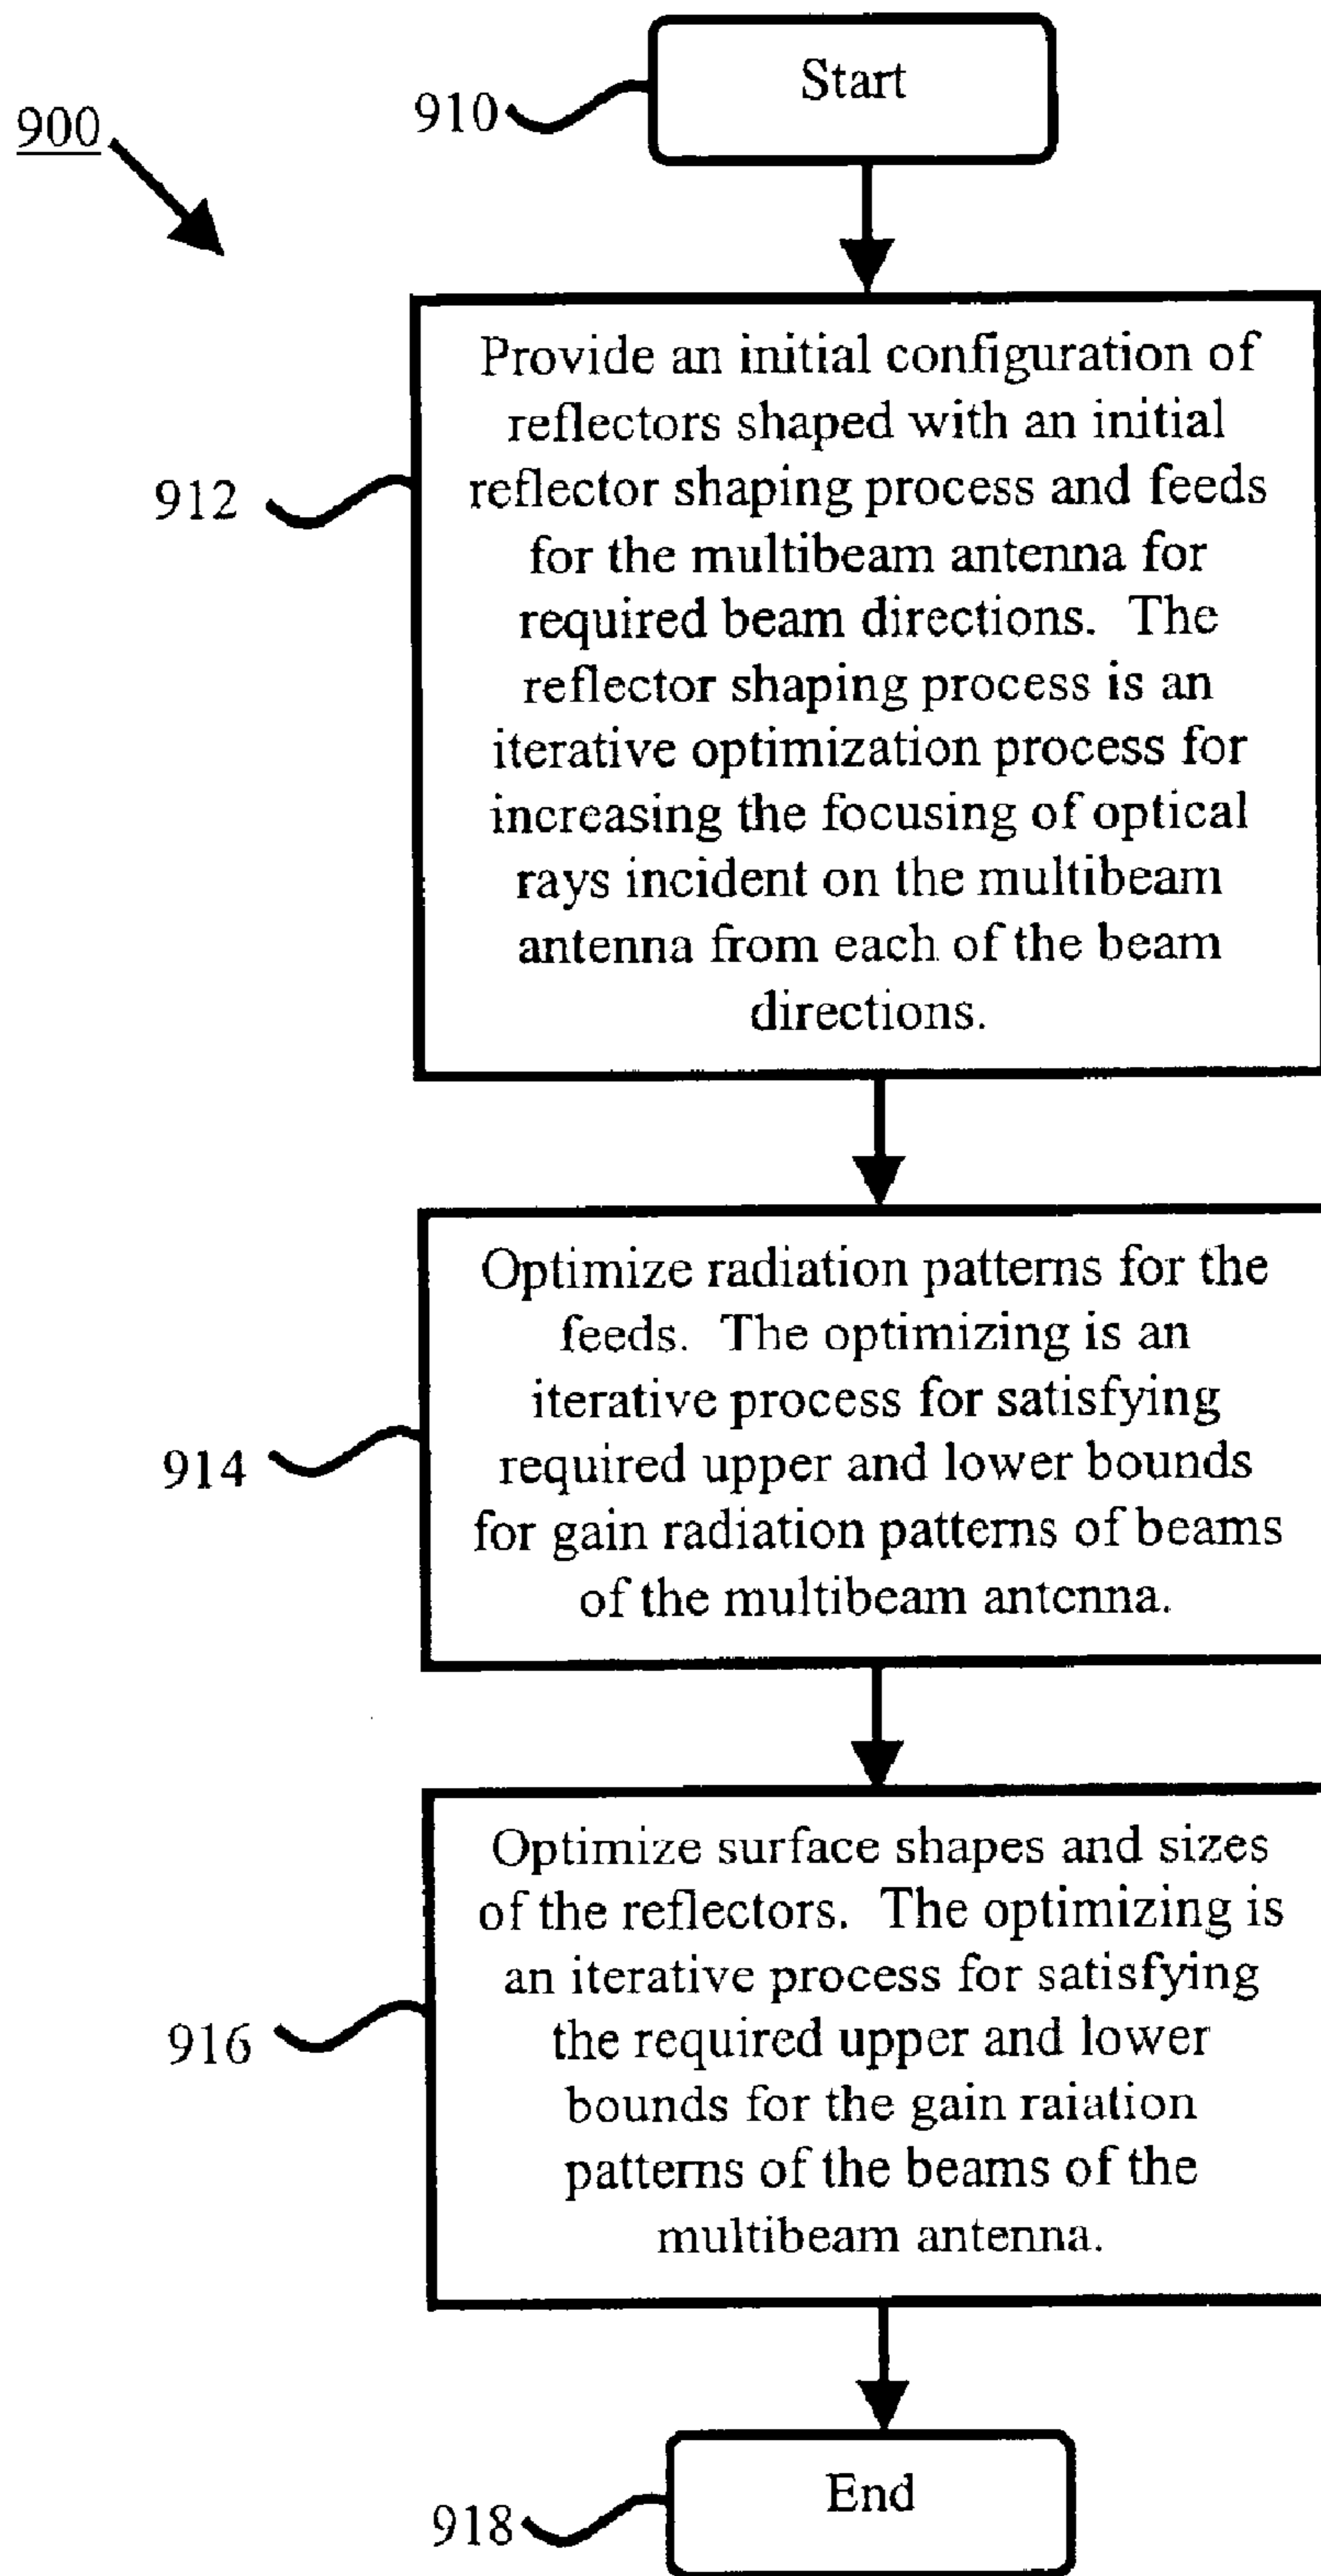 Start
910
900
Provide an initial configuration of
reflectors shaped with an initial
reflector shaping process and feeds
for the multibeam antenna for
required beam directions. The
reflector shaping process is an
iterative optimization process for
increasing the focusing of optical
rays incident on the multibeam
antenna from each of the beam
directions.
912
Optimize radiation patterns for the
feeds. The optimizing is an
iterative process for satisfying
required upper and lower bounds
for gain radiation patterns of beams
of the multibeam antenna.
914
Optimize surface shapes and sizes
of the reflectors. The optimizing is
an iterative process for satisfying
the required upper and lower
bounds for the gain raiation
patterns of the beams of the
multibeam antenna.
916
End
918